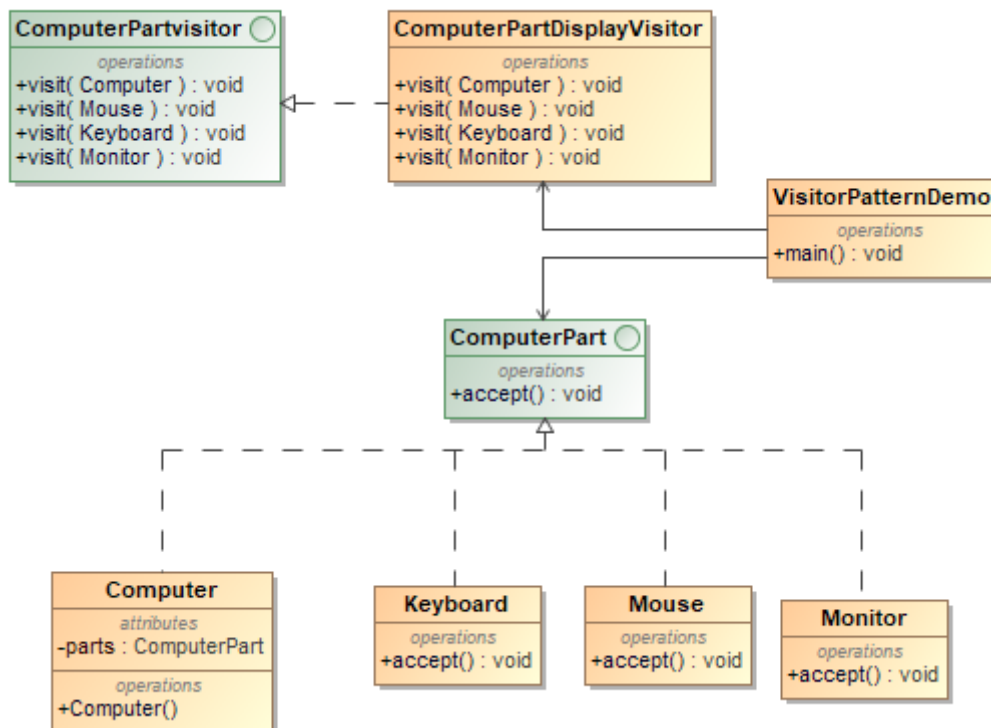 ComputerPartvisitor
operations
+visit( Computer ) : void
+visit( Mouse ) : void
+visit( Keyboard ) : void
+visit( Monitor ) : void
ComputerPartDisplayVisitor
operations
+visit( Computer ) : void
+visit( Mouse ) : void
+visit( Keyboard ) : void
+visit( Monitor ) : void
VisitorPatternDemo
operations
+main() : void
ComputerPart
operations
+accept() : void
Computer
attributes
-parts : ComputerPart
operations
+Computer()
Keyboard
operations
+accept() : void
Mouse
operations
+accept() : void
Monitor
operations
+accept() : void